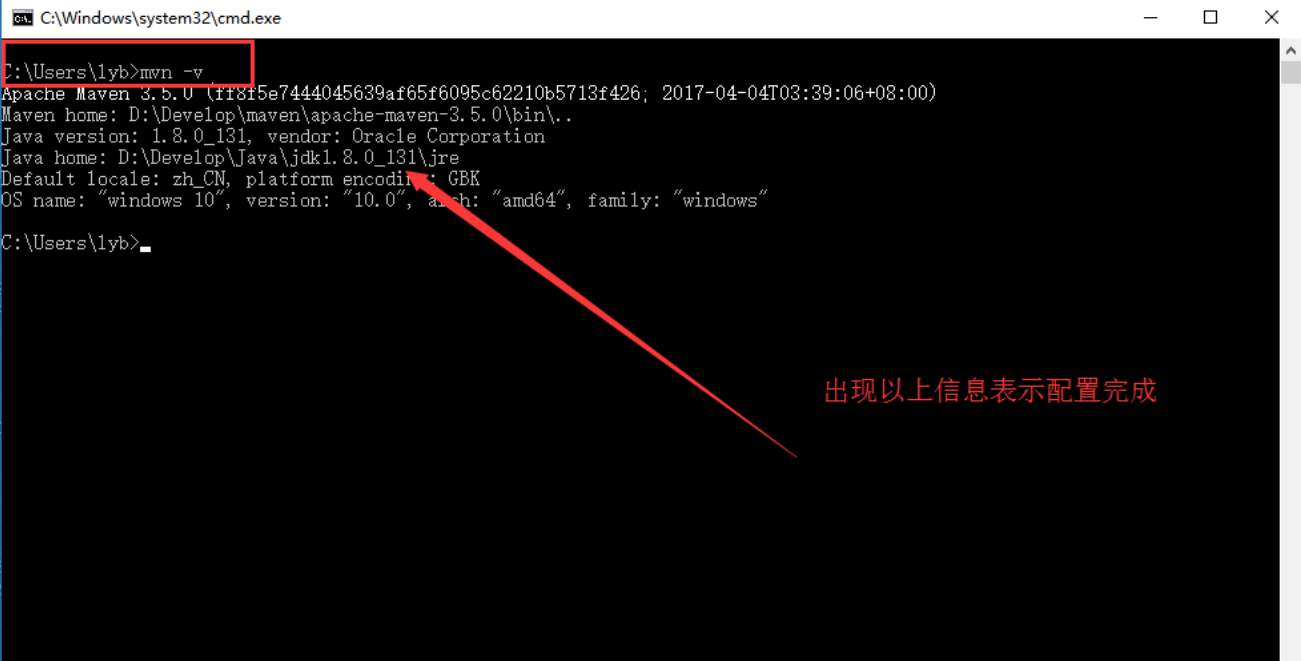 C:\Windows\system32\cmd.exe
C:\Users\lyb>mvn -v
Apache Maven 3.5.0 (ff8f5e7444045639af65f6095c62210b5713f426; 2017-04-04T03:39:06+08:00)
Maven home: D:\Develop\maven\apache-maven-3.5.0\bin\..
Java version: 1.8.0_131, vendor: Oracle Corporation
Java home: D:\Develop\Java\jdk1.8.0_131\jre
Default locale: zh_CN, platform encoding: GBK
OS name: "windows 10", version: "10.0", arch: "amd64", family: "windows"
C:\Users\lyb>
出现以上信息表示配置完成